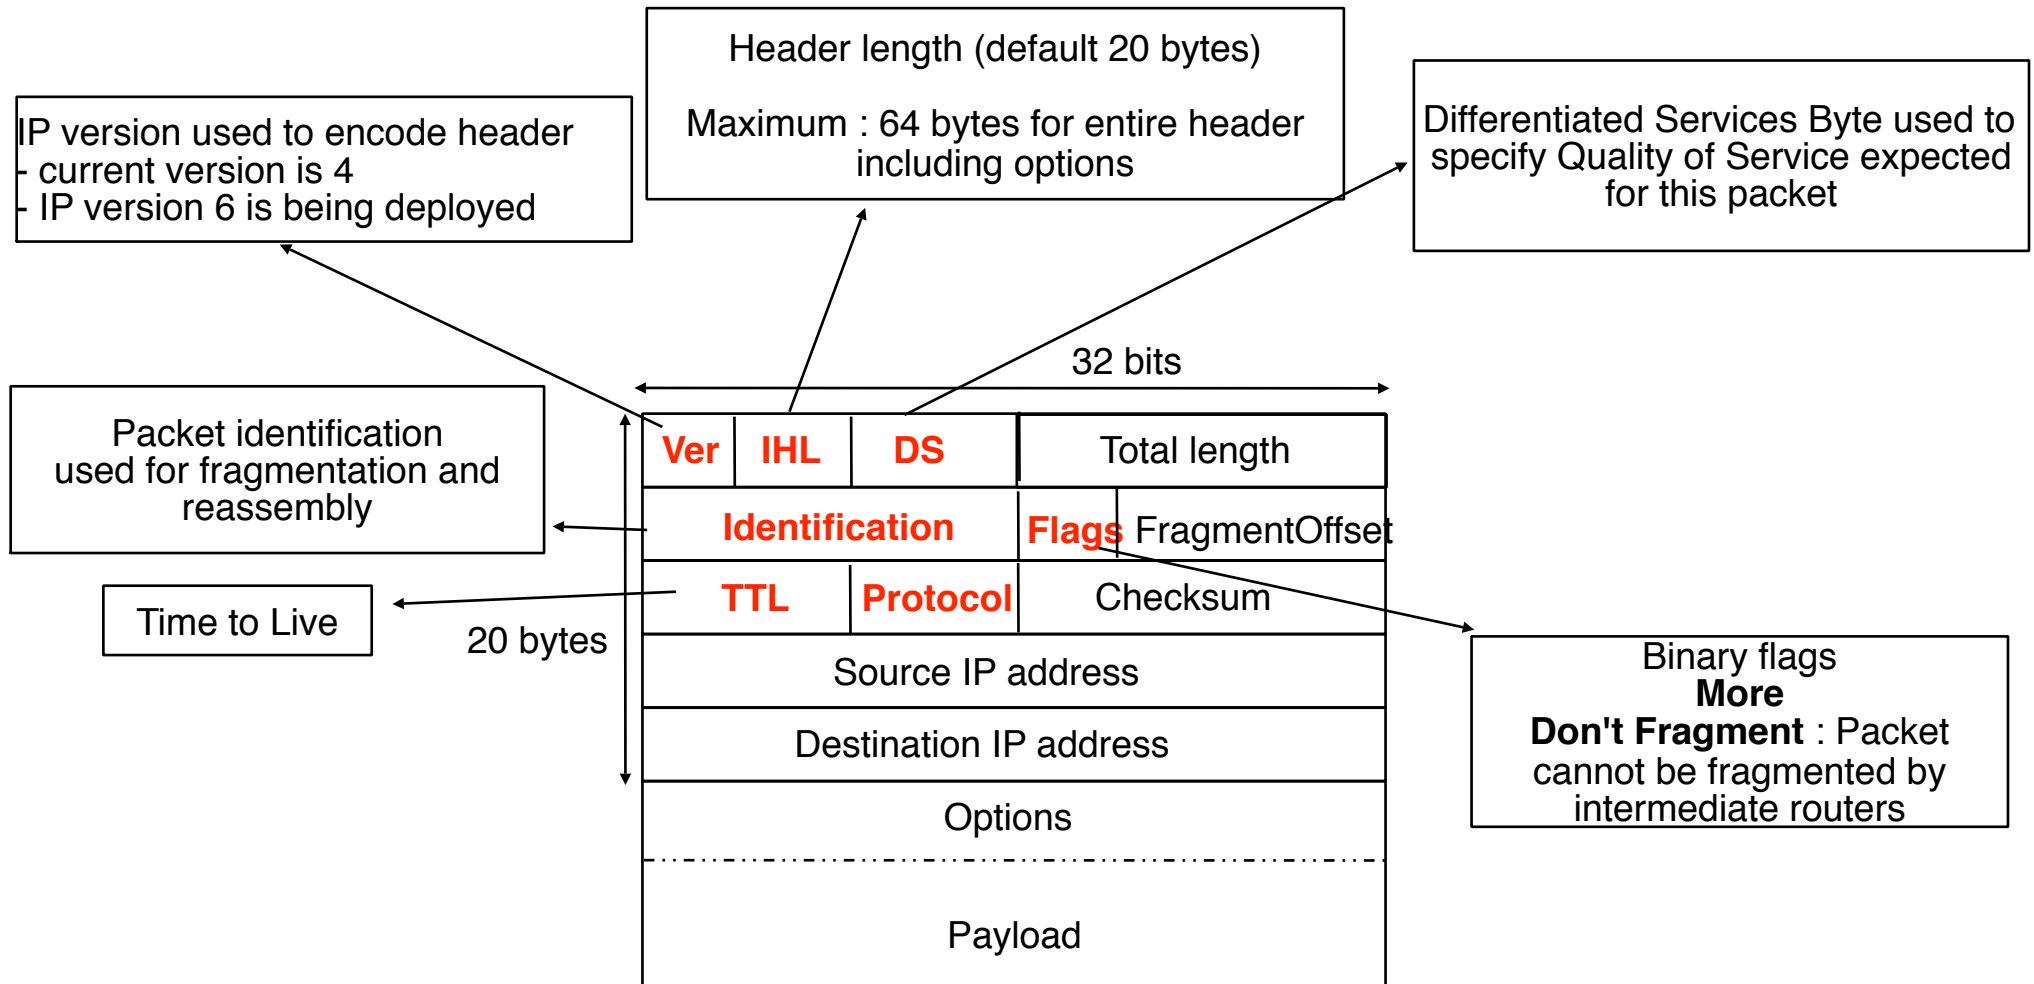 Header length (default 20 bytes)
Maximum : 64 bytes for entire header
including options
IP version used to encode header
- current version is 4
- IP version 6 is being deployed
Differentiated Services Byte used to
specify Quality of Service expected
for this packet
32 bits
Packet identification
used for fragmentation and
reassembly
Ver IHL DS Total length
Identification Flags FragmentOffset
TTL Protocol Checksum
Time to Live
20 bytes
Source IP address
Destination IP address
Options
Payload
Binary flags
More
Don't Fragment : Packet
cannot be fragmented by
intermediate routers